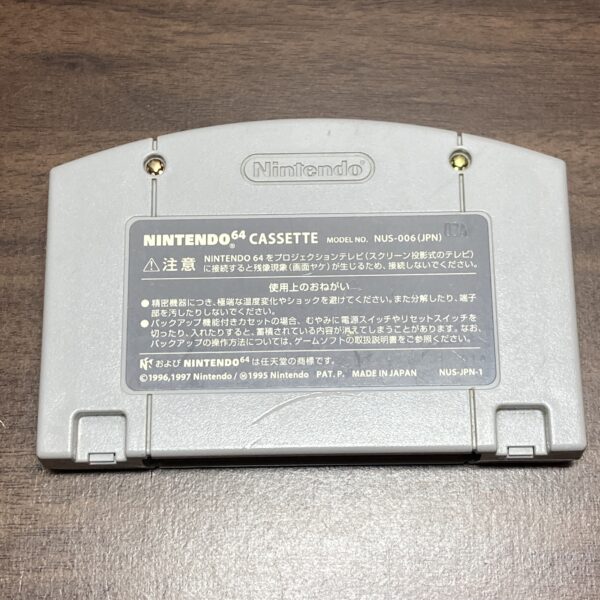 Nintendo
NINTENDO64® CASSETTE MODEL NO. NUS-006(JPN)
⚠注意 NINTENDO 64 をプロジェクションテレビ(スクリーン投影式のテレビ)
に接続すると残像現象(画面ヤケ)が生じるため、接続しないでください。
使用上のおねがい
●精密機器につき、極端な温度変化やショックを避けてください。また分解したり、端子
部を汚したりしないでください。
●バックアップ機能付きカセットの場合、むやみに電源スイッチやリセットスイッチを
切ったり、入れたりすると、蓄積されている内容が消えてしまうことがあります。なお、
バックアップの操作方法については、ゲームソフトの取扱説明書をご参照ください。
および NINTENDO64 は任天堂の商標です。
©1996,1997 Nintendo / Ⓜ1995 Nintendo PAT. P. MADE IN JAPAN NUS-JPN-1